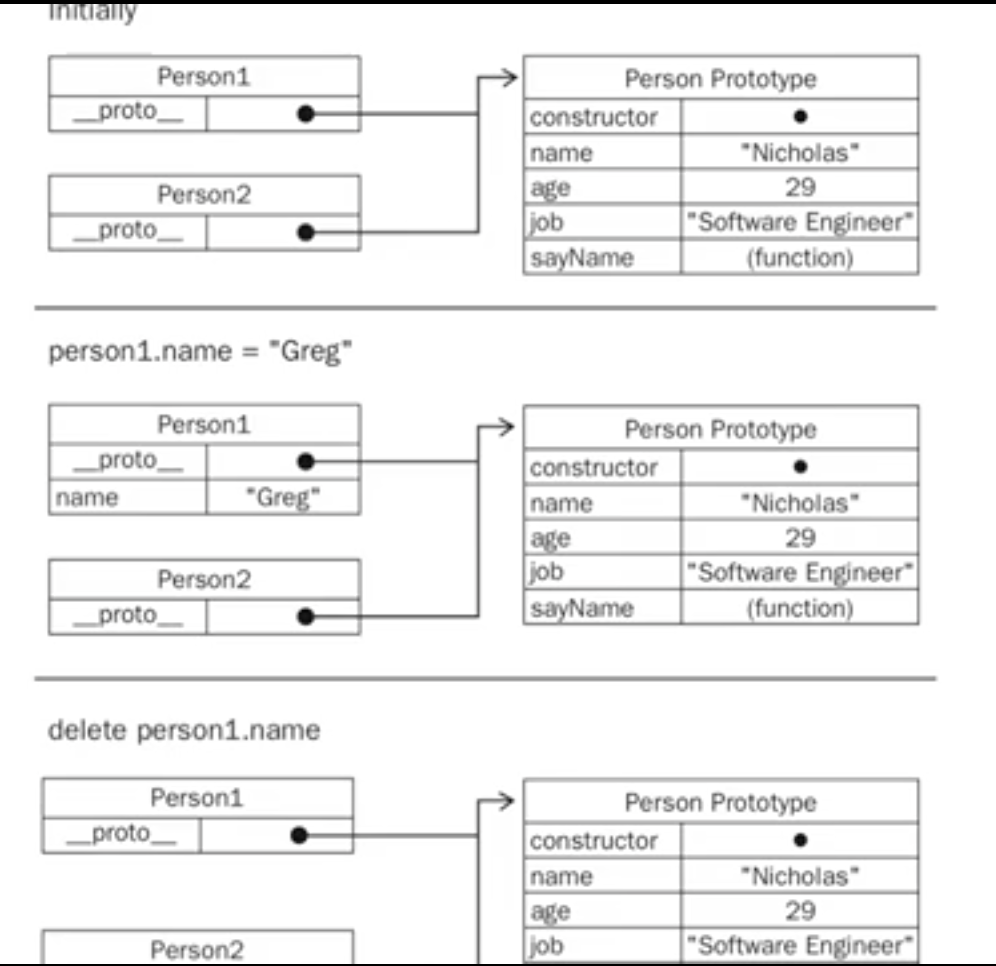 Initially
Person1
__proto__
Person2
__proto__
Person Prototype
constructor
name "Nicholas"
age 29
job "Software Engineer"
sayName (function)
person1.name = "Greg"
Person1
__proto__
name "Greg"
Person2
__proto__
Person Prototype
constructor
name "Nicholas"
age 29
job "Software Engineer"
sayName (function)
delete person1.name
Person1
__proto__
Person2
Person Prototype
constructor
name "Nicholas"
age 29
job "Software Engineer"